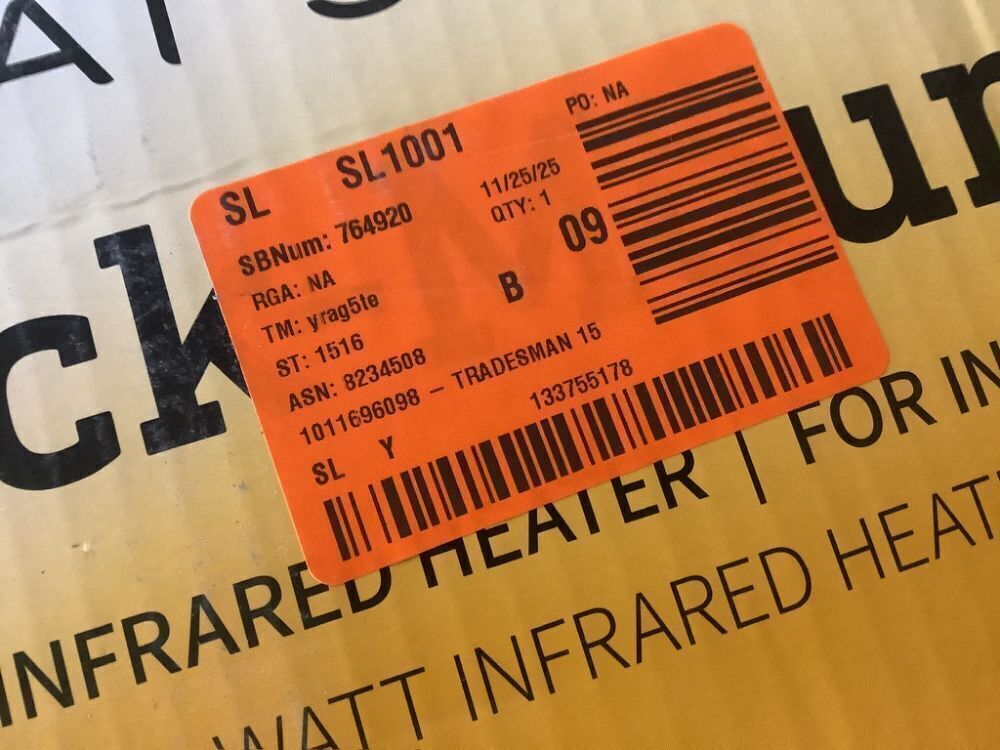 SL SL1001 PO: NA
SBNum: 764920 11/25/25
RGA: NA QTY: 1
TM: yrag5te B 09
ST: 1516
ASN: 8234508
1011696098 – TRADESMAN 15
SL Y 133755178
INFRARED HEATER | FOR IN
WATT INFRARED HEAT